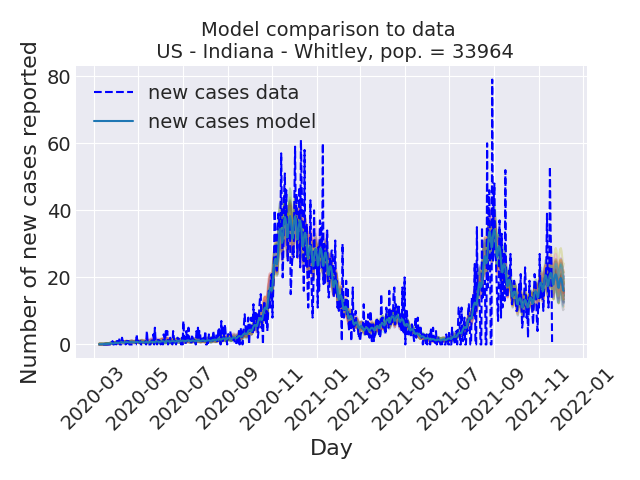 Model comparison to data
US - Indiana - Whitley, pop. = 33964
new cases data
new cases model
Number of new cases reported
80
60
40
20
0
2020-03
2020-05
2020-07
2020-09
2020-11
2021-01
2021-03
2021-05
2021-07
2021-09
2021-11
2022-01
Day